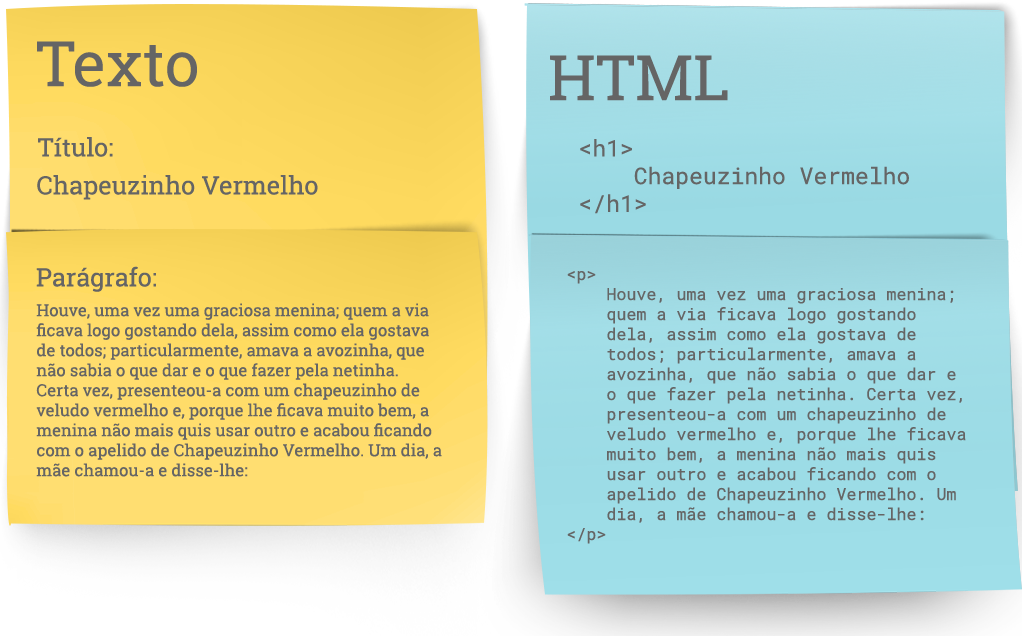 Texto
Título:
Chapeuzinho Vermelho
Parágrafo:
Houve, uma vez uma graciosa menina; quem a via
ficava logo gostando dela, assim como ela gostava
de todos; particularmente, amava a avozinha, que
não sabia o que dar e o que fazer pela netinha.
Certa vez, presenteou-a com um chapeuzinho de
veludo vermelho e, porque lhe ficava muito bem, a
menina não mais quis usar outro e acabou ficando
com o apelido de Chapeuzinho Vermelho. Um dia, a
mãe chamou-a e disse-lhe:
HTML
<h1>
Chapeuzinho Vermelho
</h1>
<p>
Houve, uma vez uma graciosa menina;
quem a via ficava logo gostando
dela, assim como ela gostava de
todos; particularmente, amava a
avozinha, que não sabia o que dar e
o que fazer pela netinha. Certa vez,
presenteou-a com um chapeuzinho de
veludo vermelho e, porque lhe ficava
muito bem, a menina não mais quis
usar outro e acabou ficando com o
apelido de Chapeuzinho Vermelho. Um
dia, a mãe chamou-a e disse-lhe:
</p>